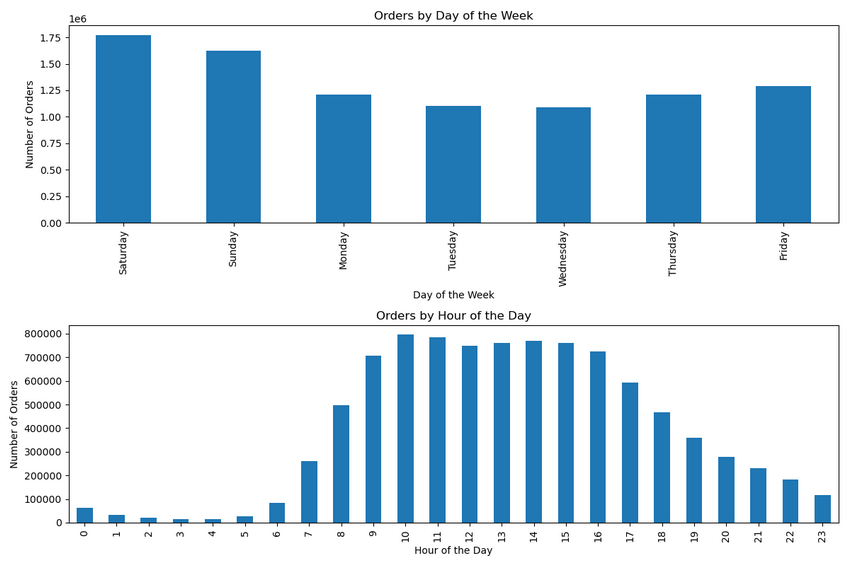 Orders by Day of the Week
1e6
1.75
1.50
1.25
1.00
0.75
0.50
0.25
0.00
Number of Orders
Saturday
Sunday
Monday
Tuesday
Wednesday
Thursday
Friday
Day of the Week
Orders by Hour of the Day
800000
700000
600000
500000
400000
300000
200000
100000
0
Number of Orders
0 1 2 3 4 5 6 7 8 9 10 11 12 13 14 15 16 17 18 19 20 21 22 23
Hour of the Day